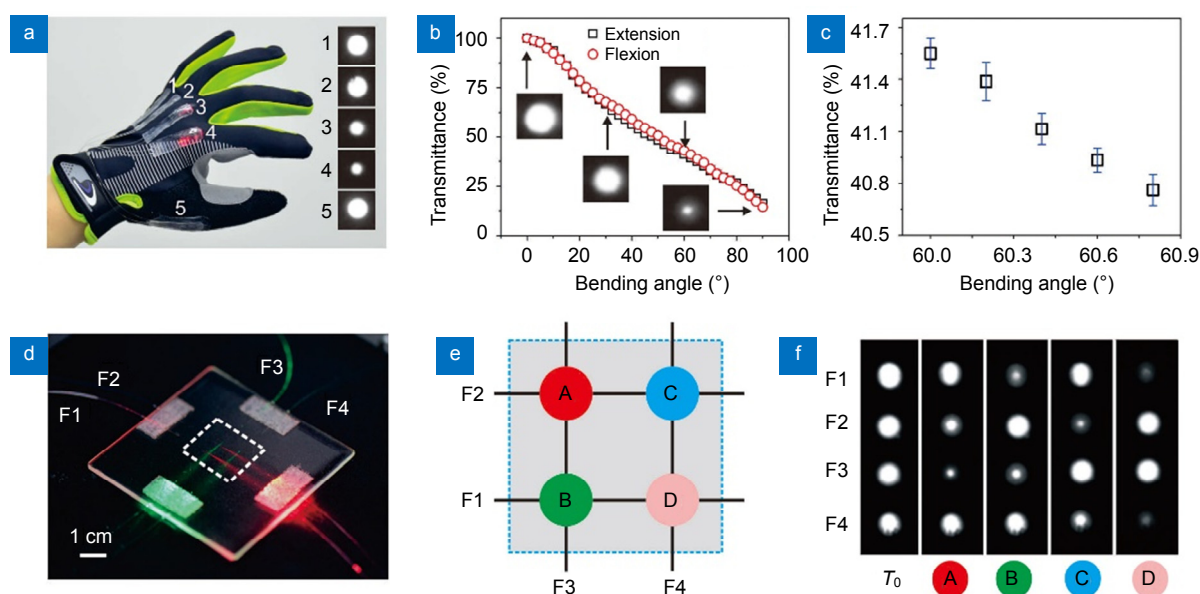 a
1
2
3
4
5
1
2
3
4
5
b
Extension
Flexion
100
75
50
25
0
Transmittance (%)
0 20 40 60 80 100
Bending angle (°)
c
41.7
41.4
41.1
40.8
40.5
Transmittance (%)
60.0 60.3 60.6 60.9
Bending angle (°)
d
F1
F2
F3
F4
1 cm
e
A C
B D
F2
F1
F3 F4
f
F1
F2
F3
F4
T₀ A B C D